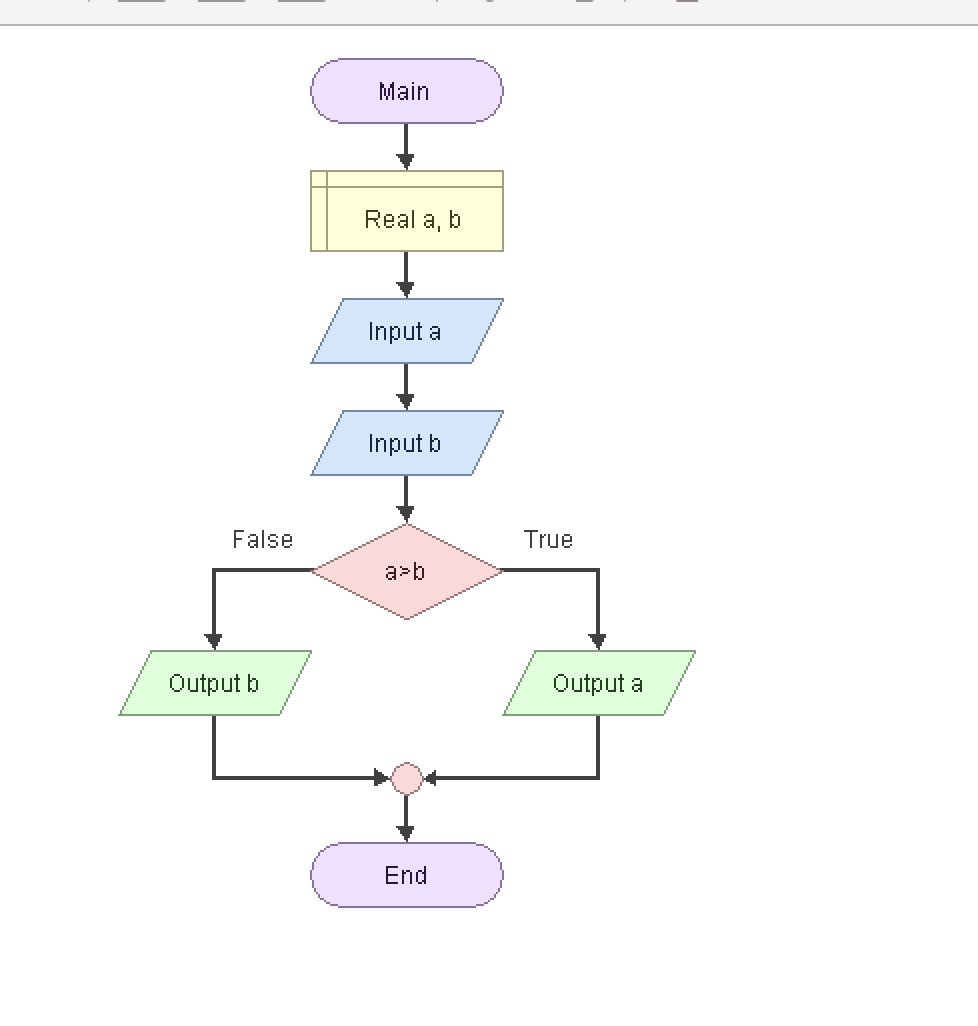 Main
Real a, b
Input a
Input b
False
True
a>b
Output b
Output a
End